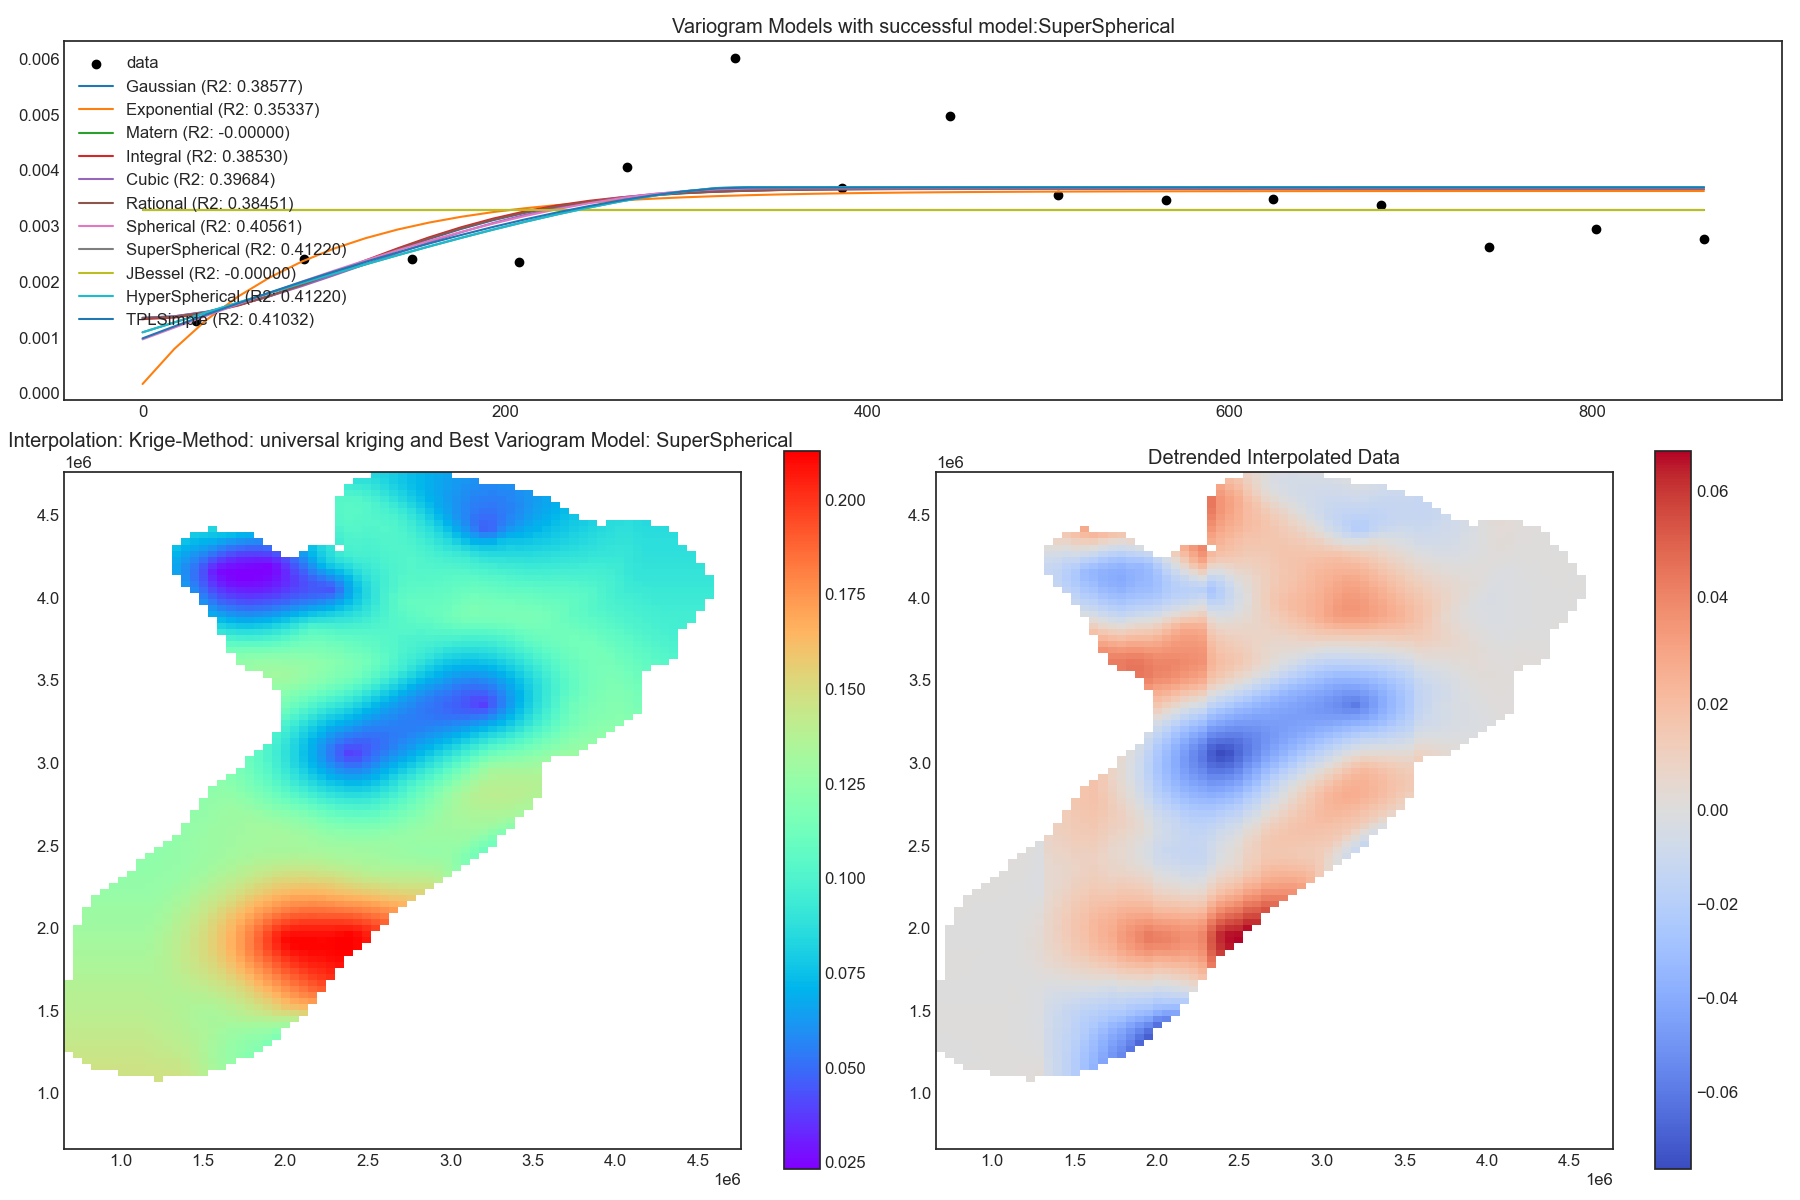 Variogram Models with successful model:SuperSpherical
0.006
0.005
0.004
0.003
0.002
0.001
0.000
data
Gaussian (R2: 0.38577)
Exponential (R2: 0.35337)
Matern (R2: -0.00000)
Integral (R2: 0.38530)
Cubic (R2: 0.39684)
Rational (R2: 0.38451)
Spherical (R2: 0.40561)
SuperSpherical (R2: 0.41220)
JBessel (R2: -0.00000)
HyperSpherical (R2: 0.41220)
TPLSimple (R2: 0.41032)
0 200 400 600 800
Interpolation: Krige-Method: universal kriging and Best Variogram Model: SuperSpherical
1e6
4.5
4.0
3.5
3.0
2.5
2.0
1.5
1.0
1.0 1.5 2.0 2.5 3.0 3.5 4.0 4.5
1e6
0.200
0.175
0.150
0.125
0.100
0.075
0.050
0.025
Detrended Interpolated Data
1e6
4.5
4.0
3.5
3.0
2.5
2.0
1.5
1.0
1.0 1.5 2.0 2.5 3.0 3.5 4.0 4.5
1e6
0.06
0.04
0.02
0.00
−0.02
−0.04
−0.06